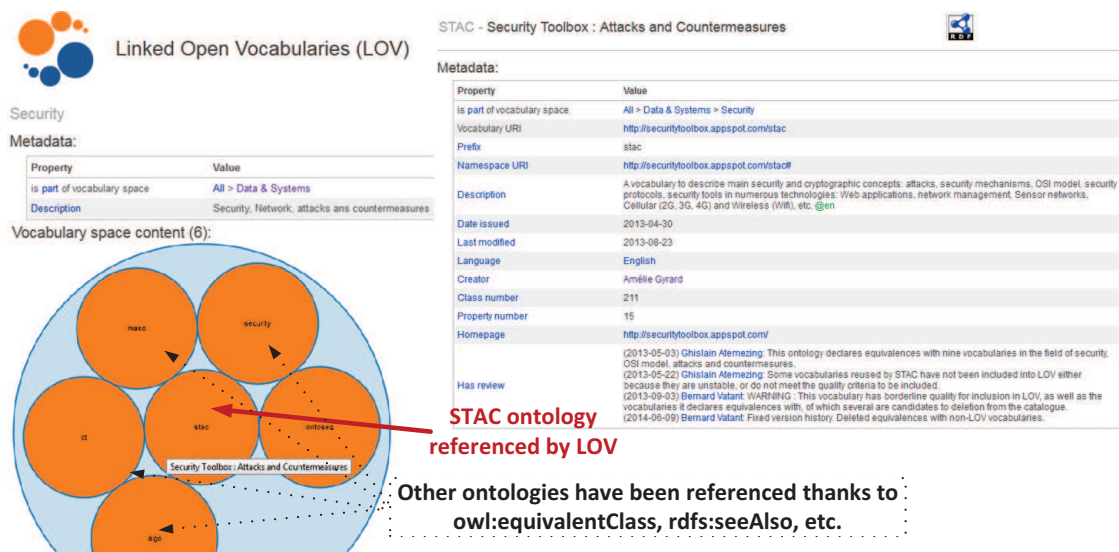 Linked Open Vocabularies (LOV)
Security
Metadata:
Property Value
is part of vocabulary space All > Data & Systems
Description Security, Network, attacks ans countermeasures
Vocabulary space content (6):
maso
security
ct
stac
ontosec
Security Toolbox : Attacks and Countermeasures
algo
STAC - Security Toolbox : Attacks and Countermeasures
RDF
Metadata:
Property Value
is part of vocabulary space All > Data & Systems > Security
Vocabulary URI http://securitytoolbox.appspot.com/stac
Prefix stac
Namespace URI http://securitytoolbox.appspot.com/stac#
Description A vocabulary to describe main security and cryptographic concepts: attacks, security mechanisms, OSI model, security
protocols, security tools in numerous technologies: Web applications, network management, Sensor networks,
Cellular (2G, 3G, 4G) and Wireless (Wifi), etc. @en
Date issued 2013-04-30
Last modified 2013-08-23
Language English
Creator Amélie Gyrard
Class number 211
Property number 15
Homepage http://securitytoolbox.appspot.com/
Has review (2013-05-03) Ghislain Atemezing: This ontology declares equivalences with nine vocabularies in the field of security,
OSI model, attacks and countermesures.
(2013-05-22) Ghislain Atemezing: Some vocabularies reused by STAC have not been included into LOV either
because they are unstable, or do not meet the quality criteria to be included.
(2013-09-03) Bernard Vatant: WARNING : This vocabulary has borderline quality for inclusion in LOV, as well as the
vocabularies it declares equivalences with, of which several are candidates to deletion from the catalogue.
(2014-06-09) Bernard Vatant: Fixed version history. Deleted equivalences with non-LOV vocabularies.
STAC ontology
referenced by LOV
Other ontologies have been referenced thanks to
owl:equivalentClass, rdfs:seeAlso, etc.